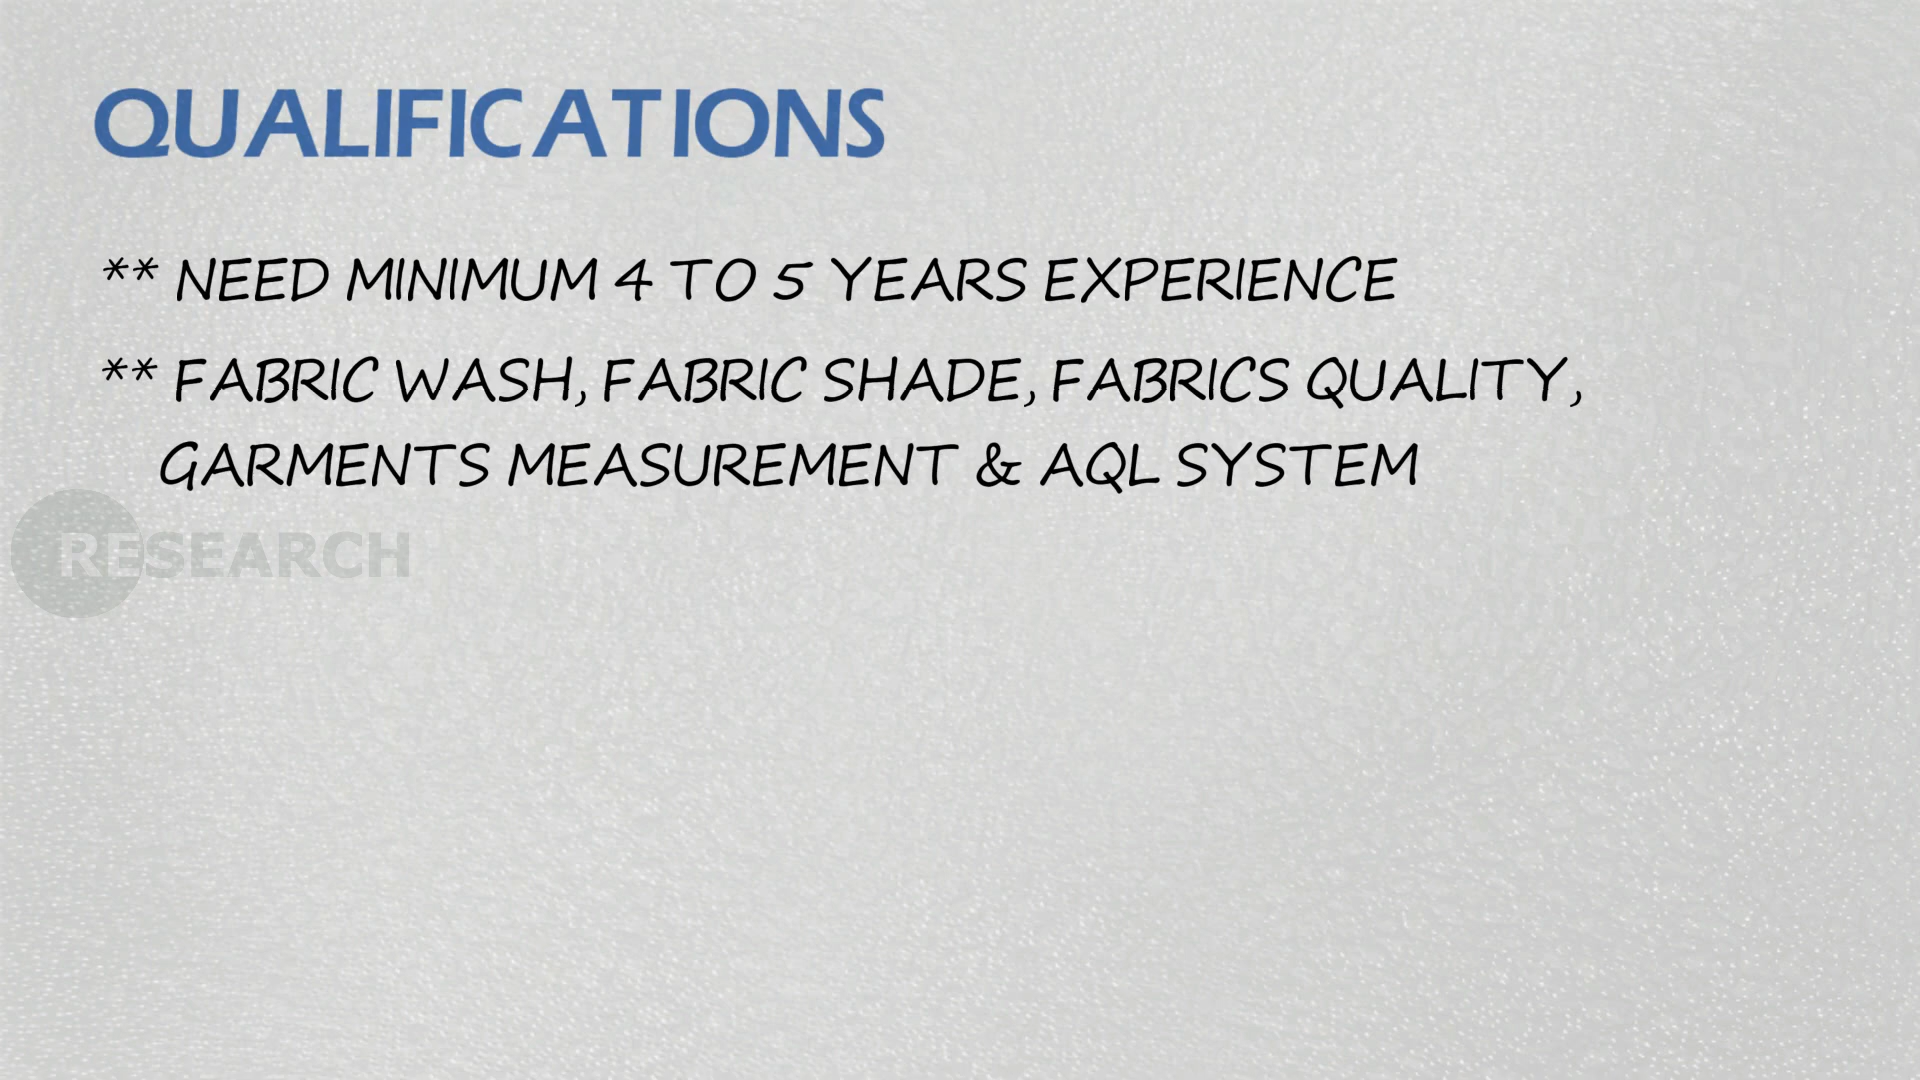 QUALIFICATIONS
** NEED MINIMUM 4 TO 5 YEARS EXPERIENCE
** FABRIC WASH, FABRIC SHADE, FABRICS QUALITY,
GARMENTS MEASUREMENT & AQL SYSTEM
RESEARCH